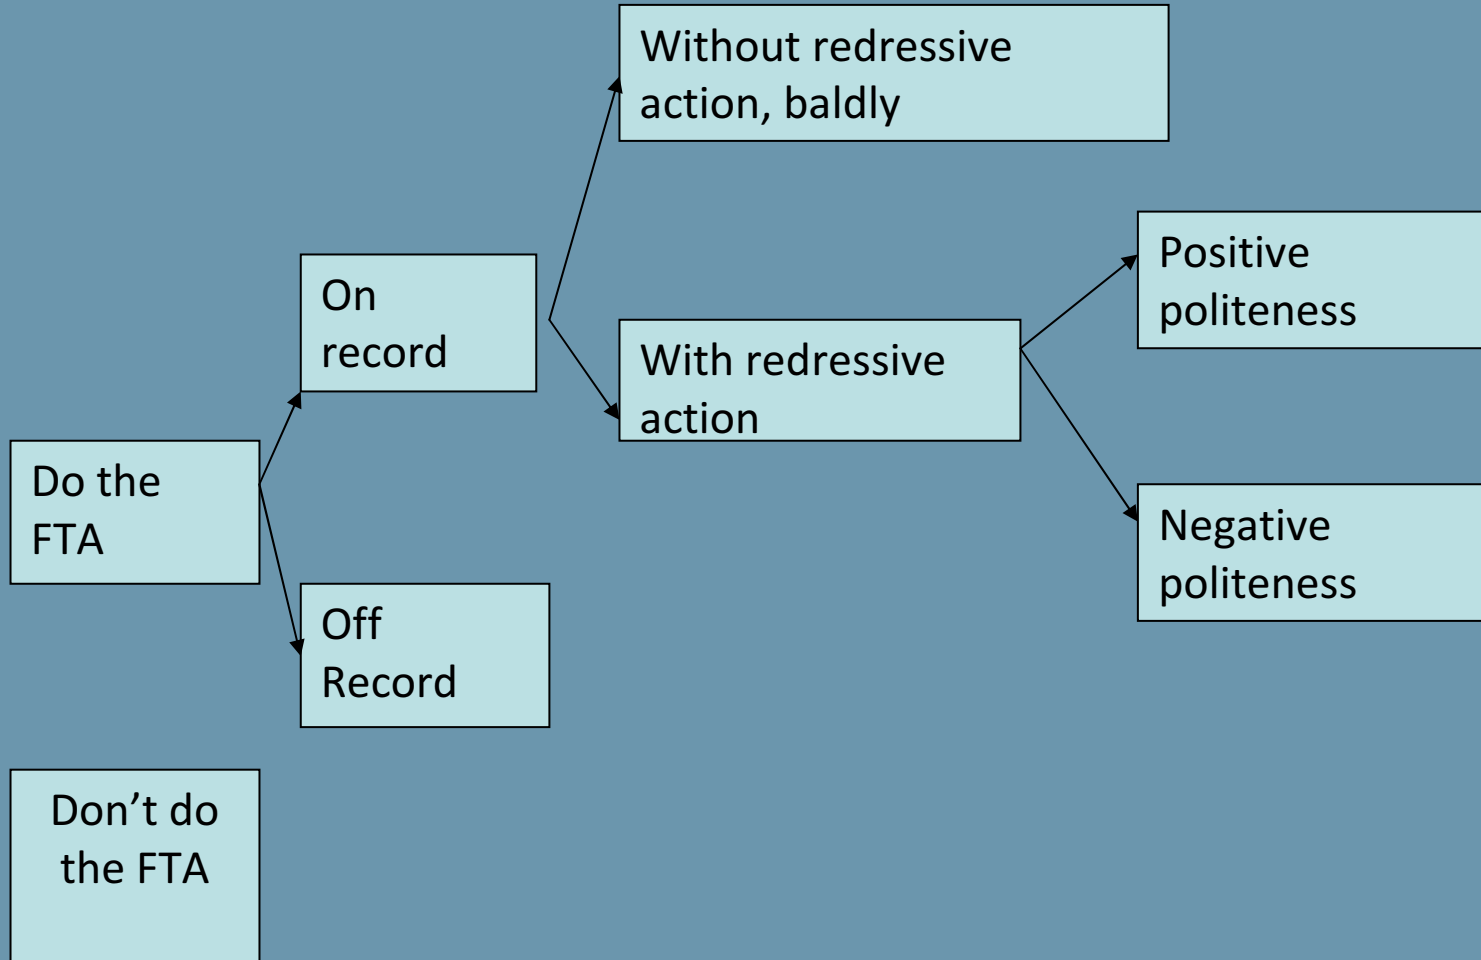 Without redressive
action, baldly
Positive
politeness
On
record
With redressive
action
Do the
FTA
Negative
politeness
Off
Record
Don’t do
the FTA